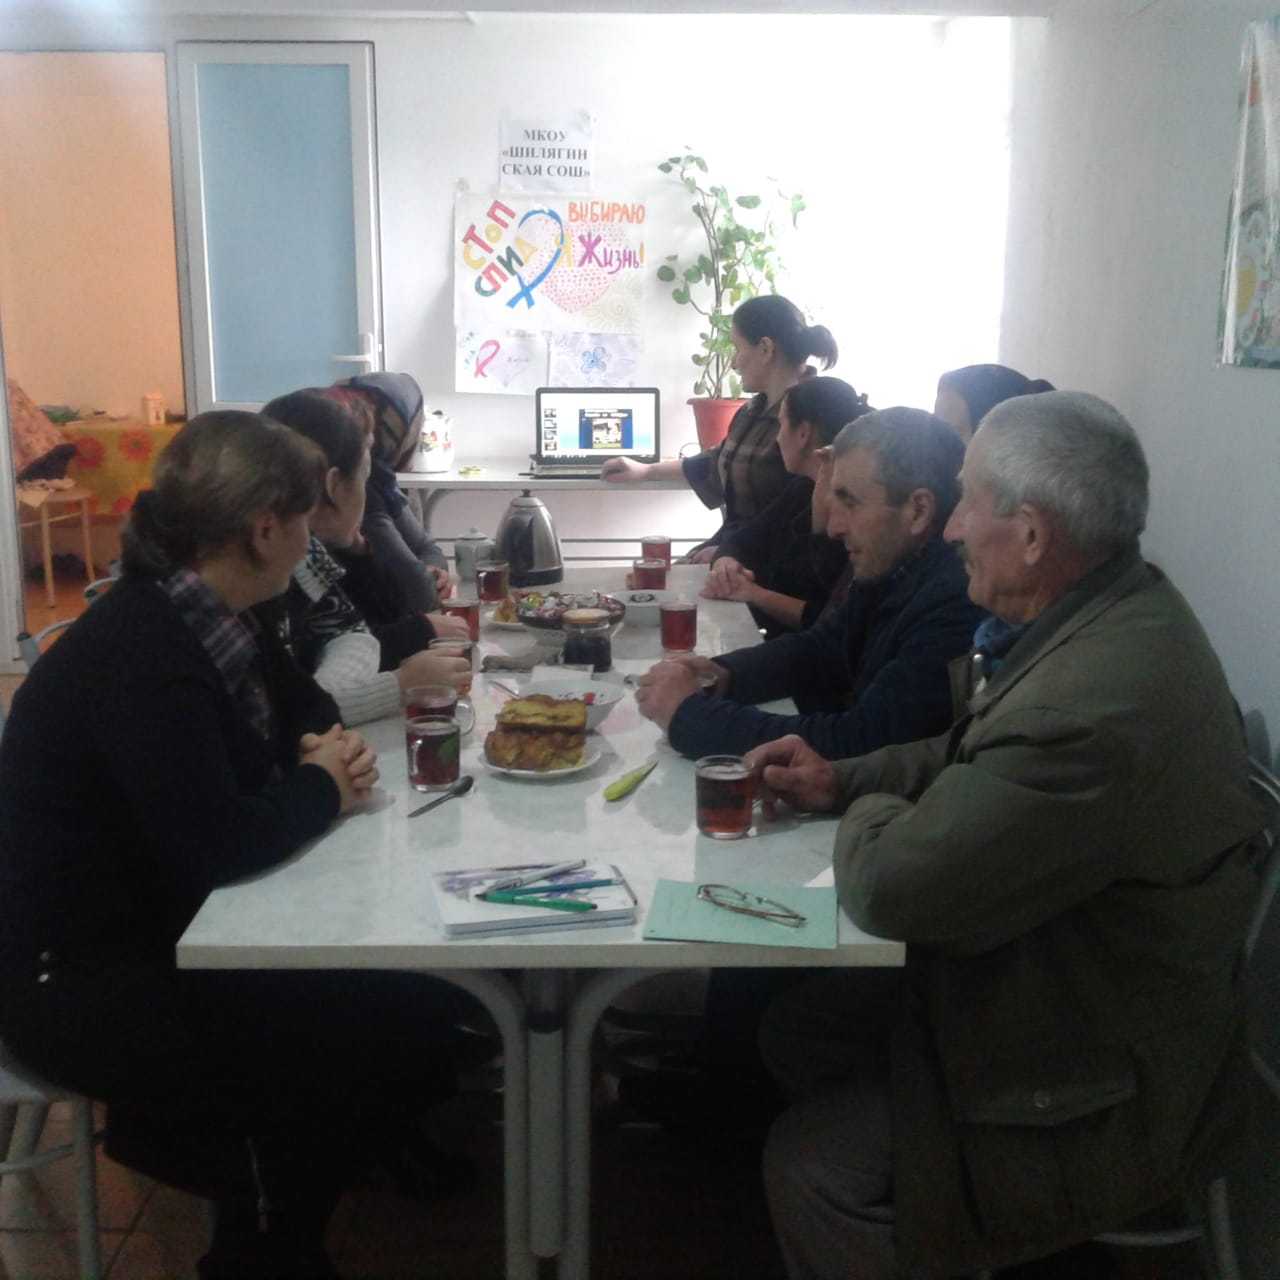 МКОУ
«ШИЛЯГИН
СКАЯ СОШ»
СТОП
СПИД
Я
ВЫБИРАЮ
Жизнь!